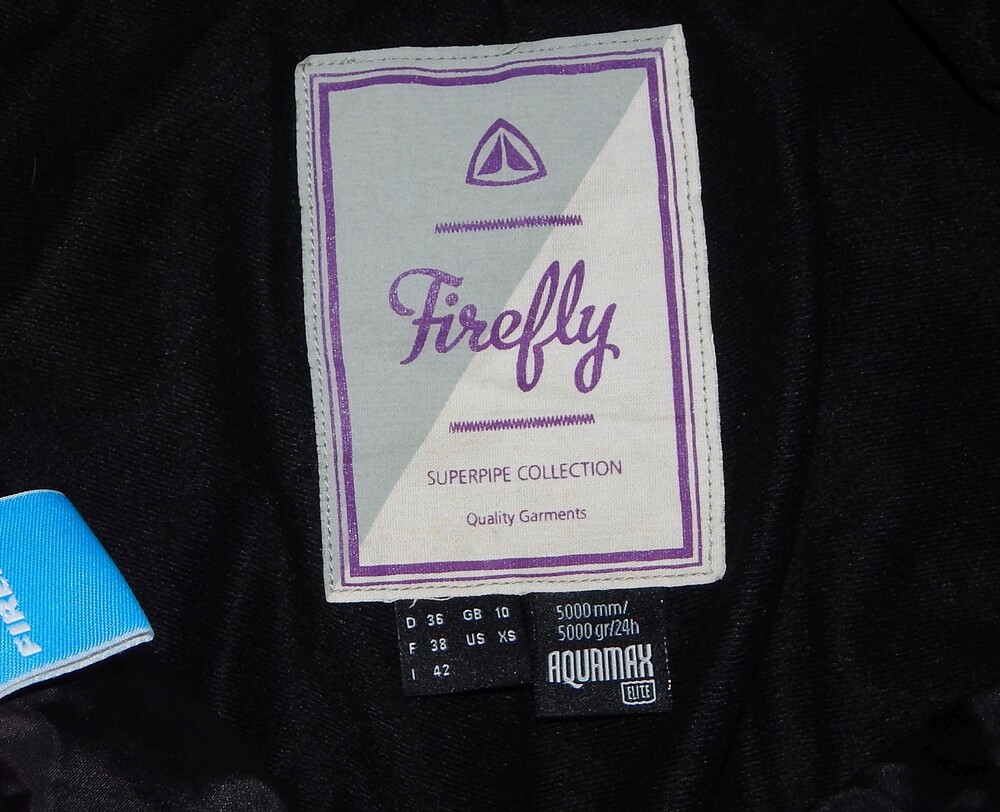 Firefly
SUPERPIPE COLLECTION
Quality Garments
D 36 GB 10
F 38 US XS
I 42
5000 mm/
5000 gr/24h
AQUAMAX
ELITE